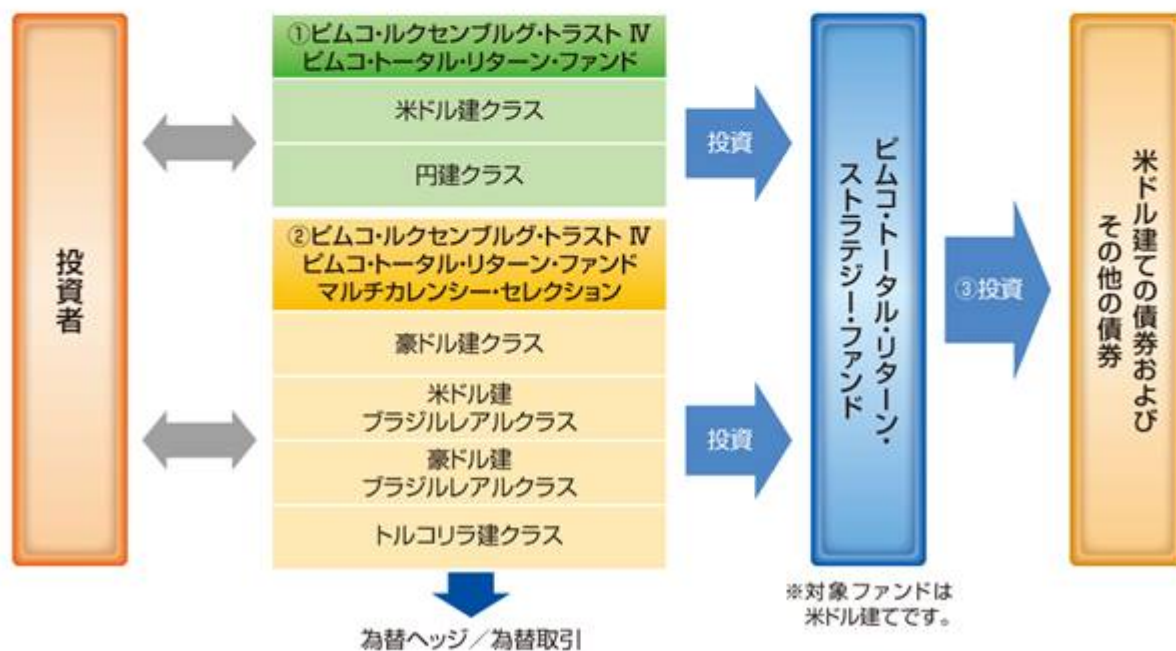 投資者
①ピムコ・ルクセンブルグ・トラスト Ⅳ
ピムコ・トータル・リターン・ファンド
米ドル建クラス
円建クラス
②ピムコ・ルクセンブルグ・トラスト Ⅳ
ピムコ・トータル・リターン・ファンド
マルチカレンシー・セレクション
豪ドル建クラス
米ドル建
ブラジルレアルクラス
豪ドル建
ブラジルレアルクラス
トルコリラ建クラス
為替ヘッジ／為替取引
投資
投資
ピムコ・トータル・リターン・
ストラテジー・ファンド
※対象ファンドは
米ドル建てです。
③投資
米ドル建ての債券および
その他の債券